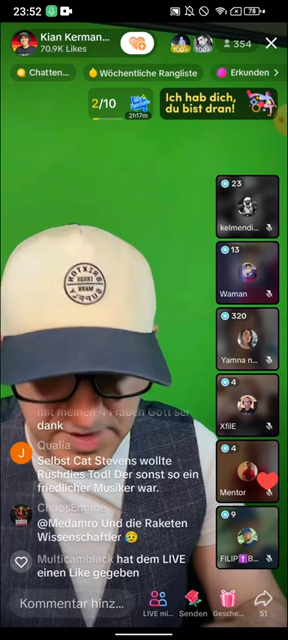 23:52
78
Kian Kerman...
70.9K Likes
354
Chatten...
Wöchentliche Rangliste
Erkunden
2/10
2h17m
Ich hab dich,
du bist dran!
23
kelmendi...
13
Waman
320
Yamna n...
4
XfilE
4
Mentor
9
FILIP✝️B...
BRIXTON
SUPPLY
mit meinen 4 Frauen Gott sei
dank
J
Qualia
Selbst Cat Stevens wollte
Rushdies Tod! Der sonst so ein
friedlicher Musiker war.
ChaosEngine
@Medamro Und die Raketen
Wissenschaftler 😥
Multicamblack hat dem LIVE
einen Like gegeben
Kommentar hinz...
LIVE mi...
Senden
Gesche...
51